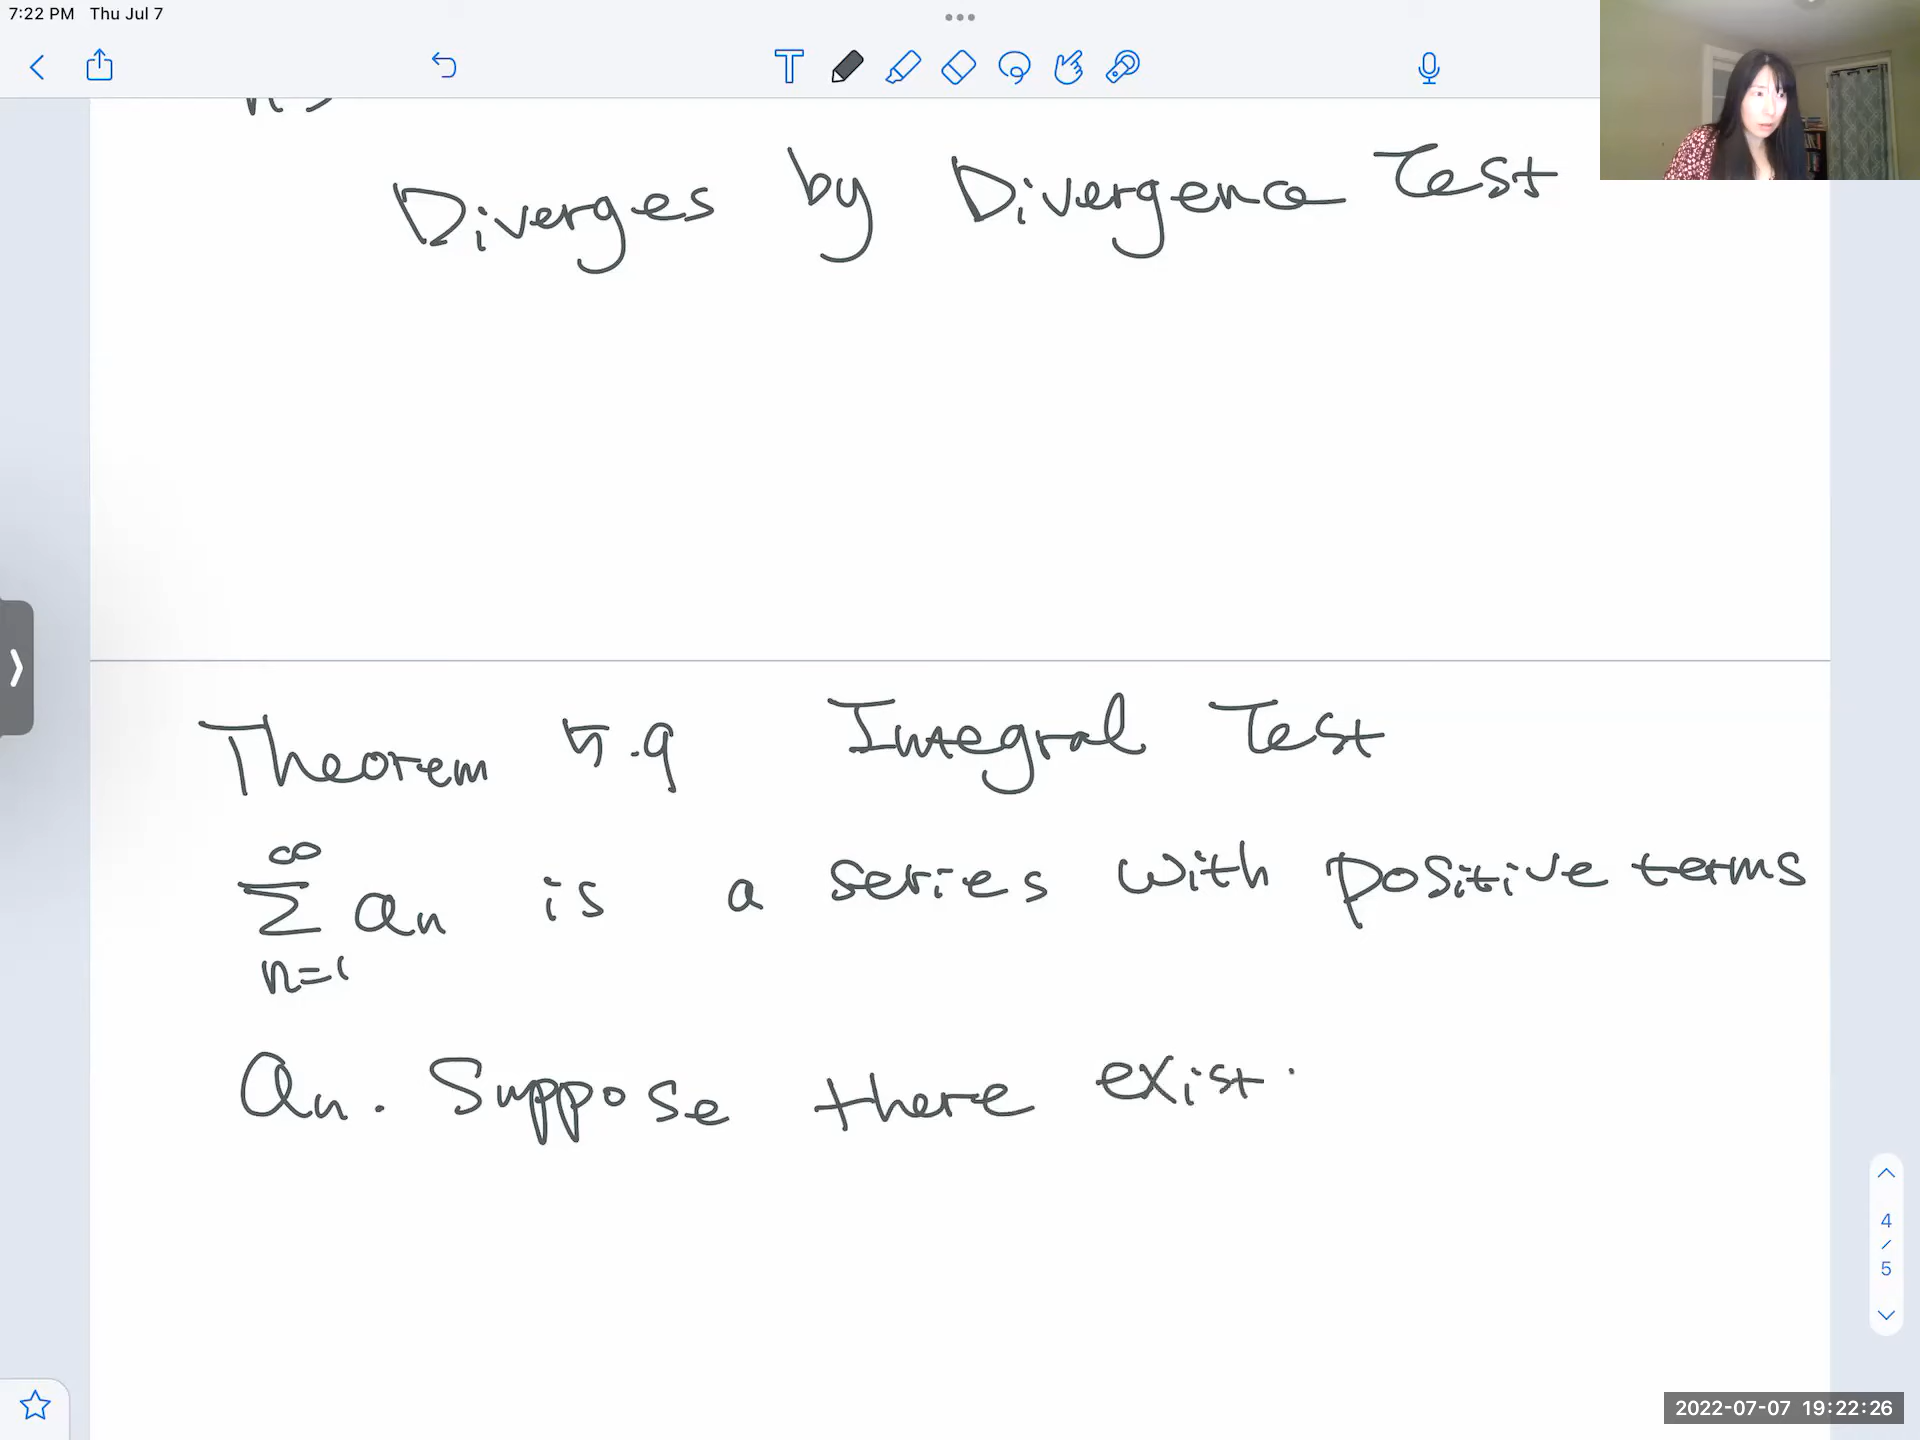 7:22 PM Thu Jul 7
T
Diverges by Divergence Test
Theorem 5.9 Integral Test
∞
Σ an is a series with positive terms
n=1
an. Suppose there exist
4
/
5
2022-07-07 19:22:26